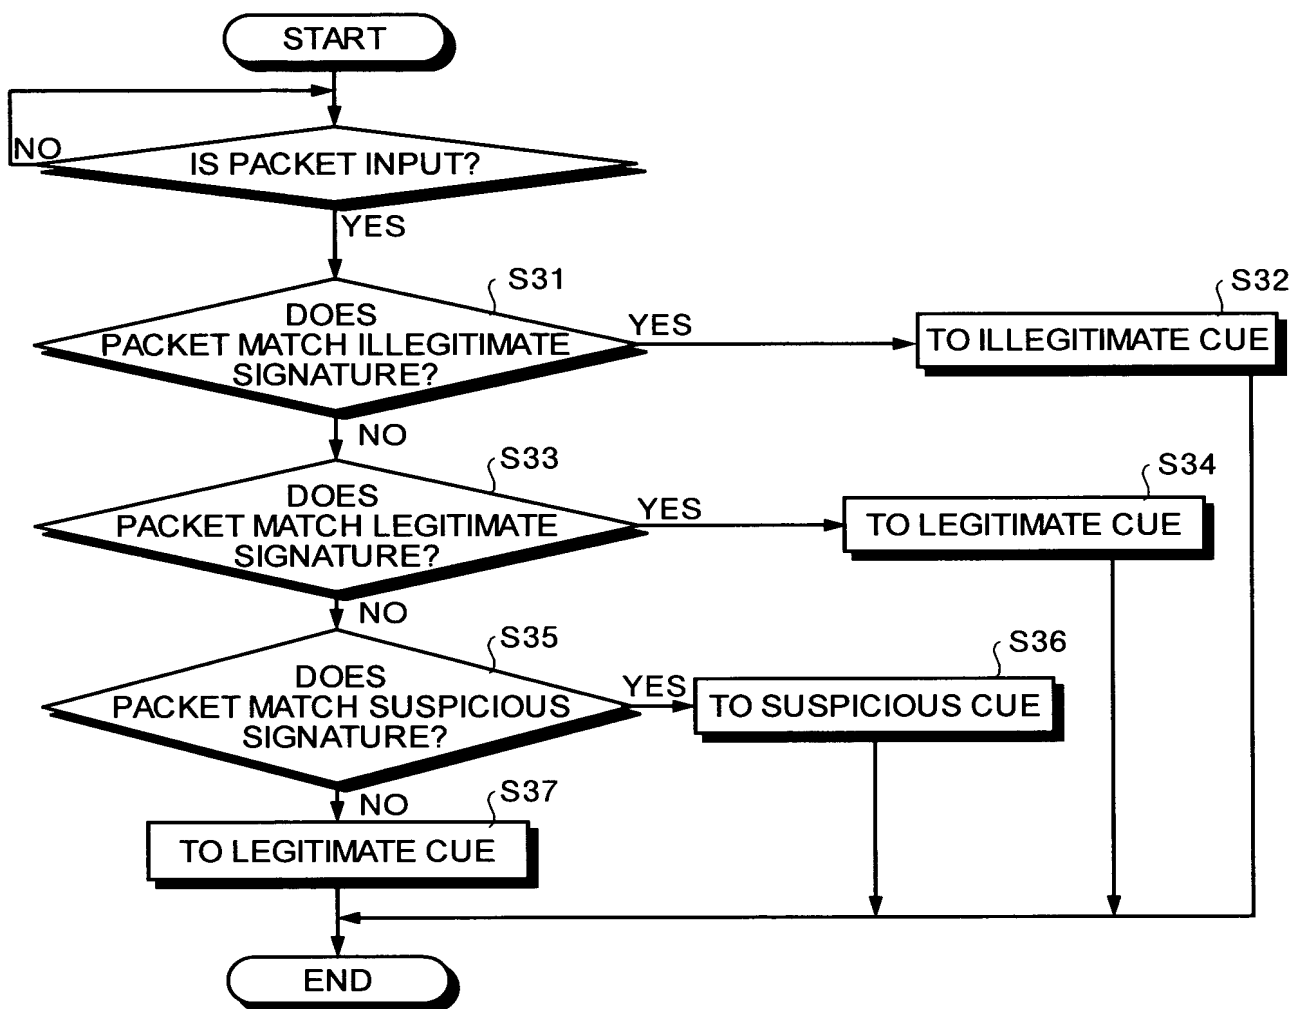 START
NO
IS PACKET INPUT?
YES
S31
DOES
PACKET MATCH ILLEGITIMATE
SIGNATURE?
YES
S32
TO ILLEGITIMATE CUE
NO
S33
DOES
PACKET MATCH LEGITIMATE
SIGNATURE?
YES
S34
TO LEGITIMATE CUE
NO
S35
DOES
PACKET MATCH SUSPICIOUS
SIGNATURE?
YES
S36
TO SUSPICIOUS CUE
NO
S37
TO LEGITIMATE CUE
END